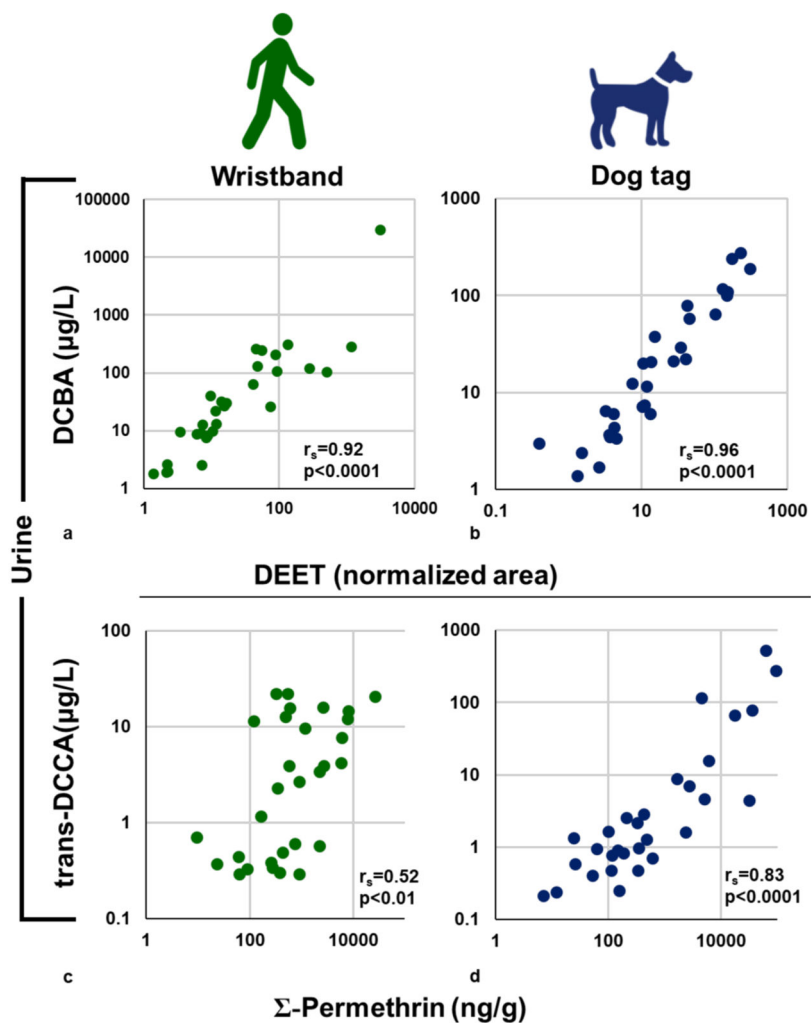 Wristband
Dog tag
Urine
DCBA (µg/L)
100000
10000
1000
100
10
1
1
100
10000
rₛ=0.92
p<0.0001
a
1000
100
10
1
0.1
10
1000
rₛ=0.96
p<0.0001
b
DEET (normalized area)
trans-DCCA(µg/L)
100
10
1
0.1
1
100
10000
rₛ=0.52
p<0.01
c
1000
100
10
1
0.1
1
100
10000
rₛ=0.83
p<0.0001
d
Σ-Permethrin (ng/g)